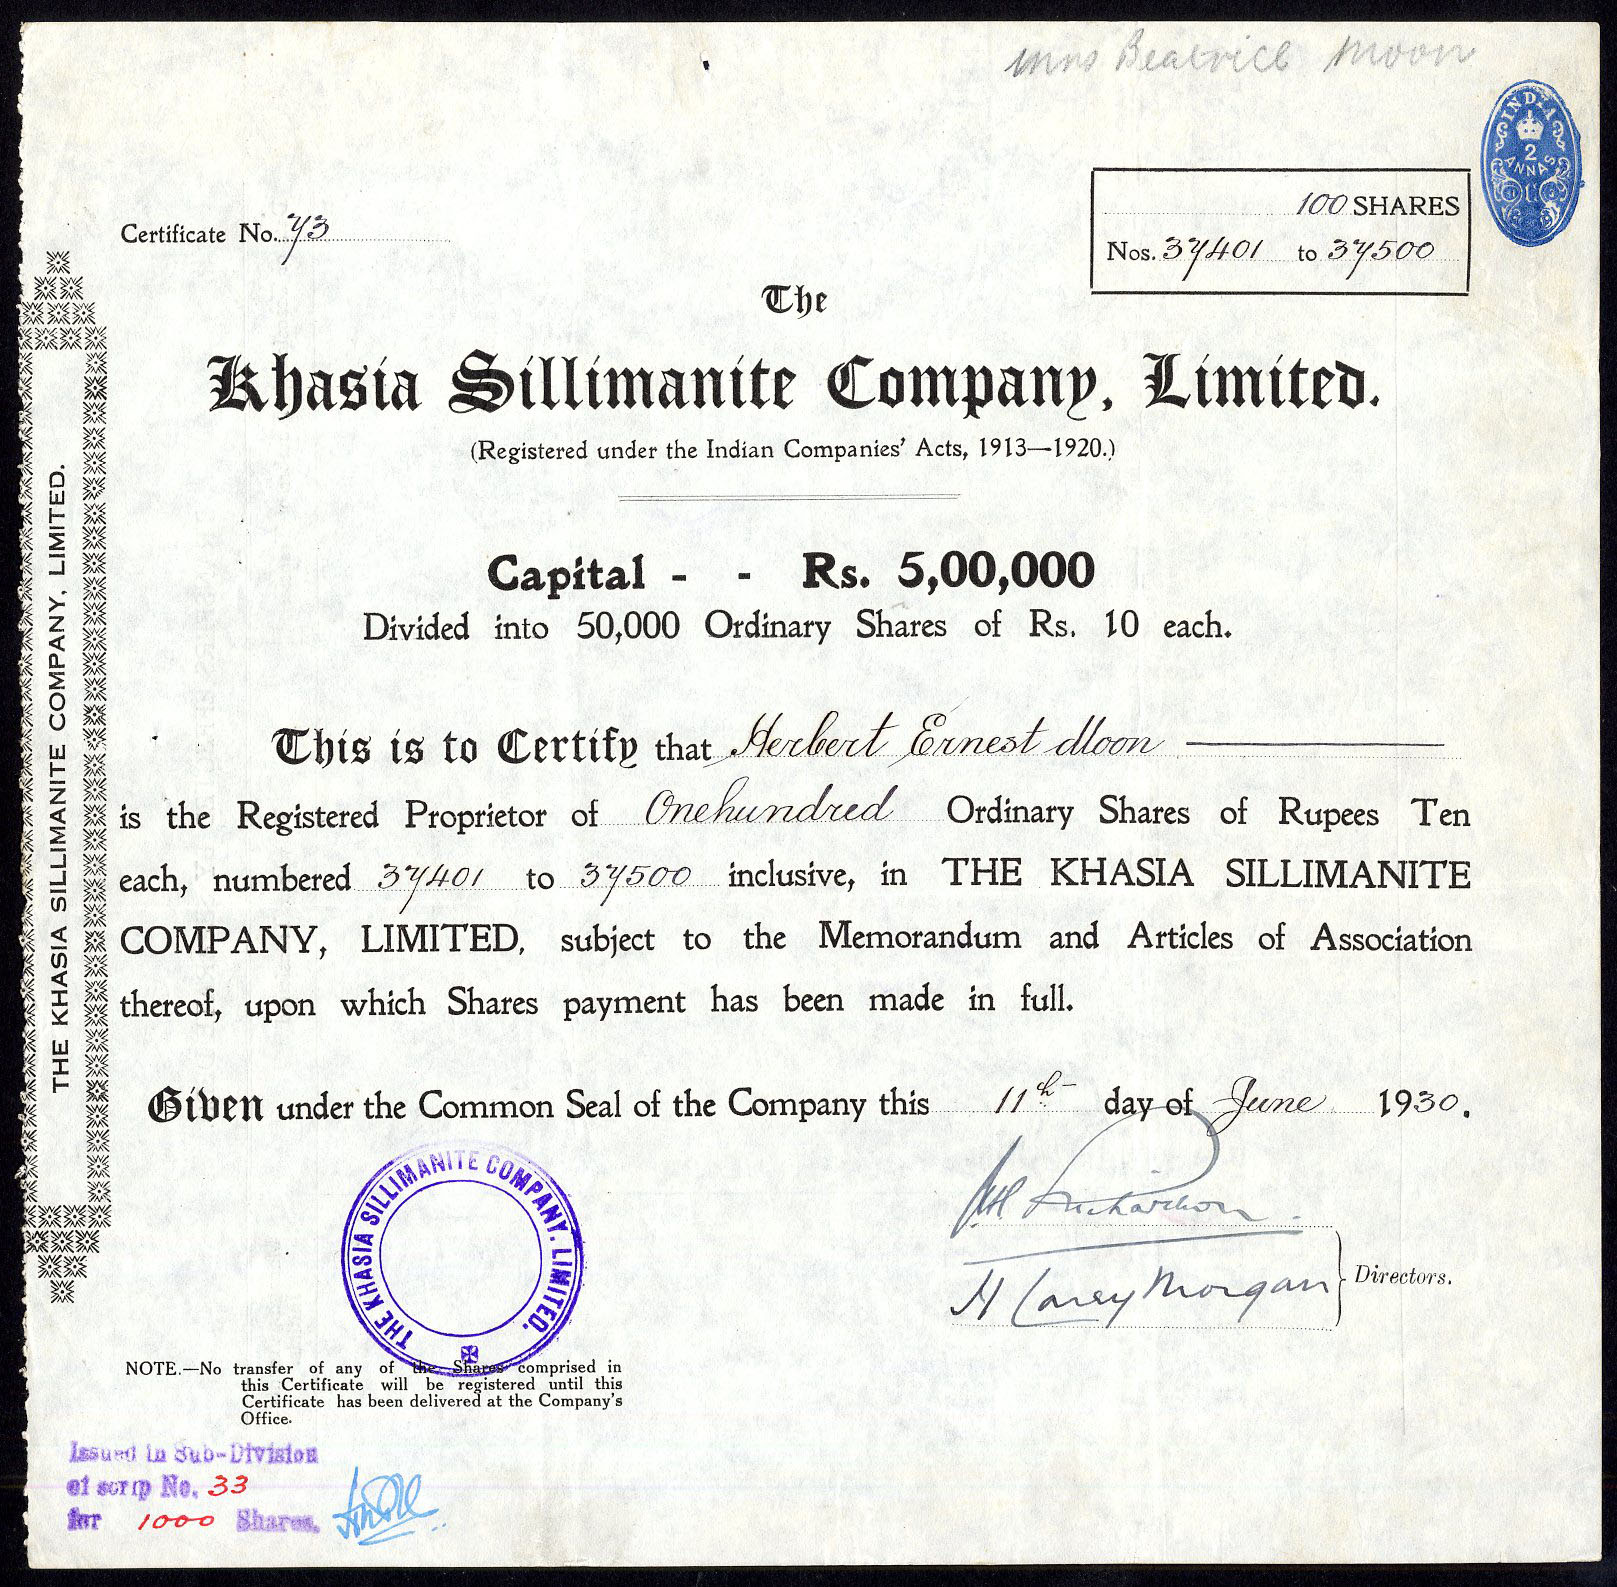 Mrs Beatrice Moon
INDIA
2
ANNAS
Certificate No. 73
100 SHARES
Nos. 37401 to 37500
The
Khasia Sillimanite Company, Limited.
(Registered under the Indian Companies' Acts, 1913—1920.)
Capital - - Rs. 5,00,000
Divided into 50,000 Ordinary Shares of Rs. 10 each.
This is to Certify that Herbert Ernest Moon
is the Registered Proprietor of Onehundred Ordinary Shares of Rupees Ten
each, numbered 37401 to 37500 inclusive, in THE KHASIA SILLIMANITE
COMPANY, LIMITED, subject to the Memorandum and Articles of Association
thereof, upon which Shares payment has been made in full.
Given under the Common Seal of the Company this 11th day of June 1930.
THE KHASIA SILLIMANITE COMPANY, LIMITED.
THE KHASIA SILLIMANITE COMPANY. LIMITED.
Richardson.
H Carey Morgan
Directors.
NOTE.—No transfer of any of the Shares comprised in
this Certificate will be registered until this
Certificate has been delivered at the Company's
Office.
Issued in Sub-Division
of scrip No. 33
for 1000 Shares.